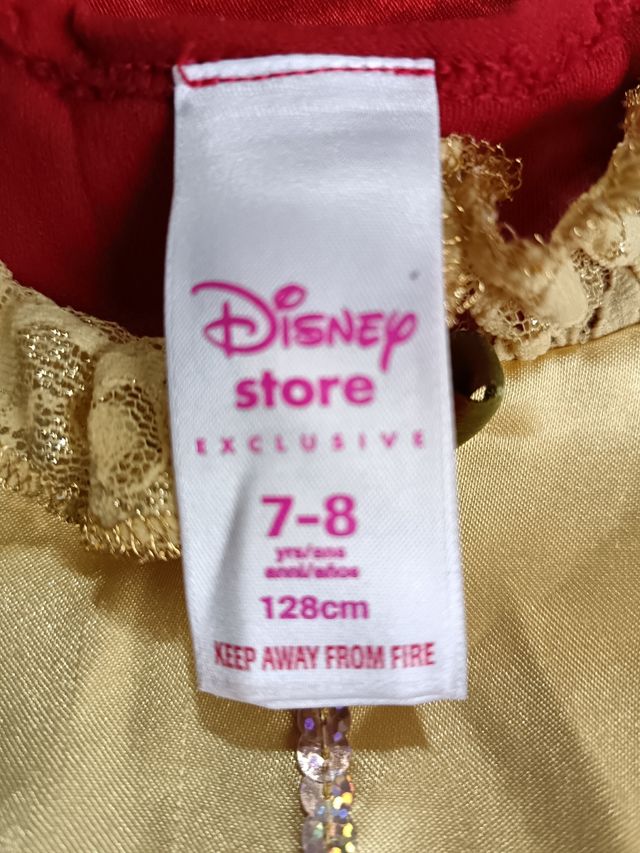 Disney
store
EXCLUSIVE
7-8
yrs/ans
anni/años
128cm
KEEP AWAY FROM FIRE